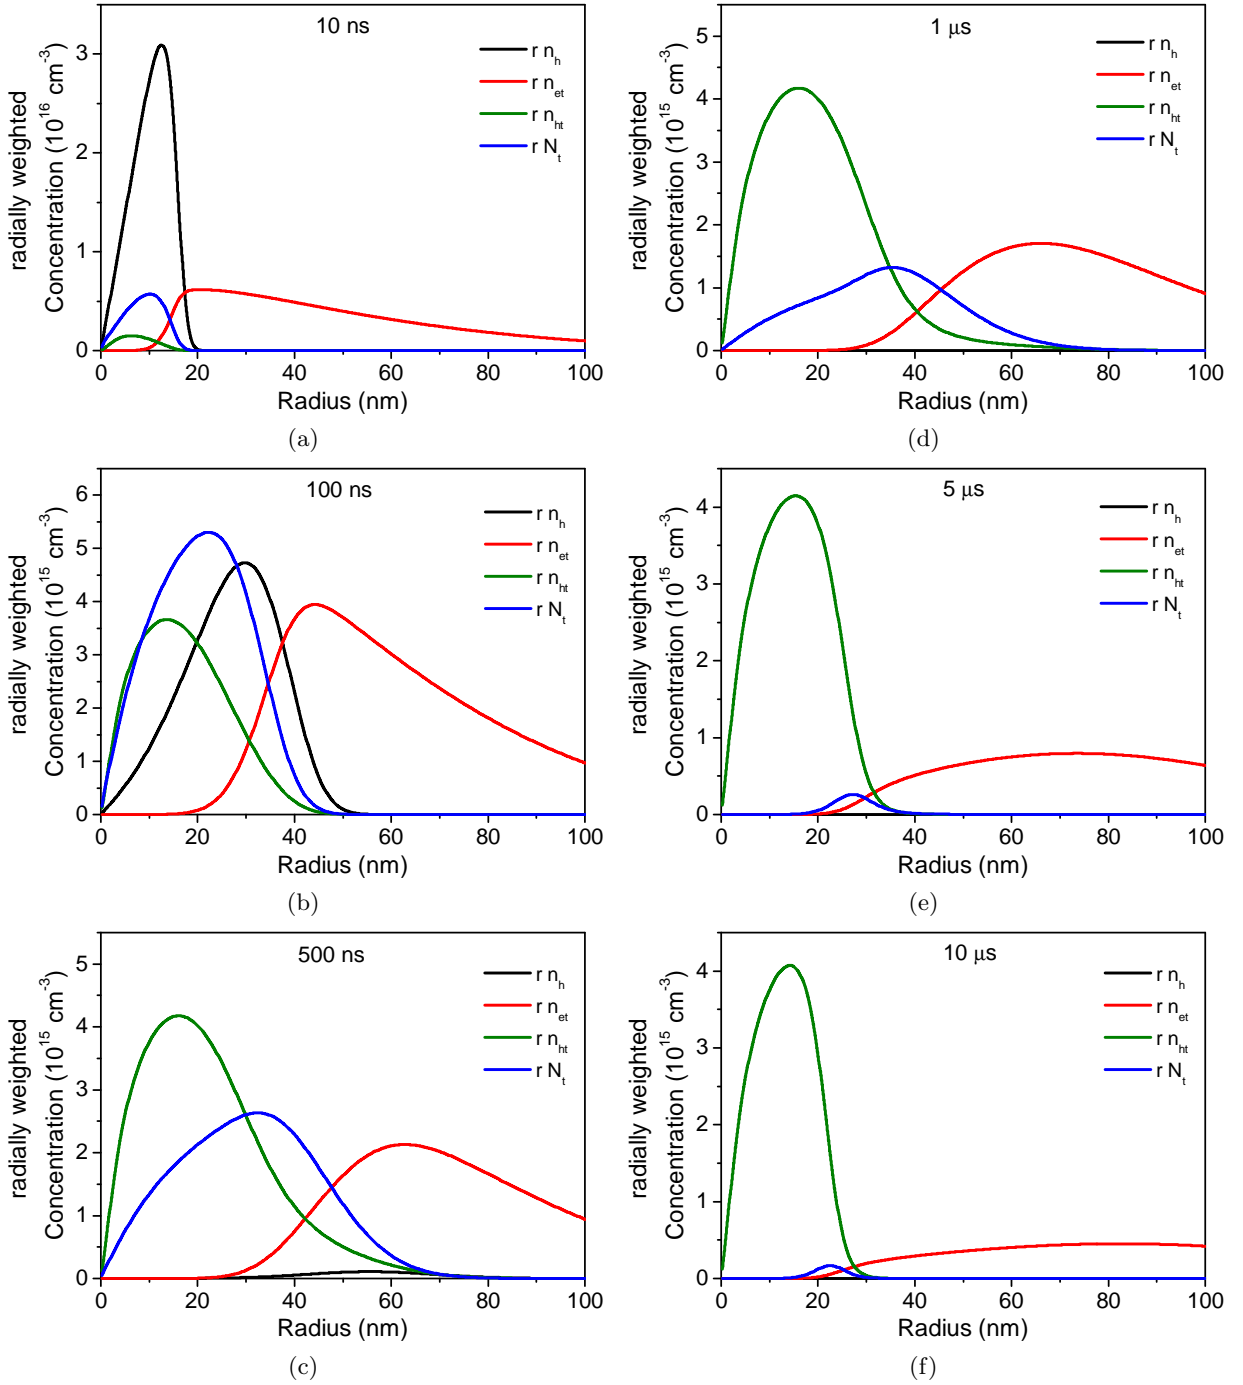 10 ns
r n_h
r n_et
r n_ht
r N_t
radially weighted
Concentration (10^16 cm^-3)
3
2
1
0
0 20 40 60 80 100
Radius (nm)
(a)
1 μs
r n_h
r n_et
r n_ht
r N_t
radially weighted
Concentration (10^15 cm^-3)
5
4
3
2
1
0
0 20 40 60 80 100
Radius (nm)
(d)
100 ns
r n_h
r n_et
r n_ht
r N_t
radially weighted
Concentration (10^15 cm^-3)
6
5
4
3
2
1
0
0 20 40 60 80 100
Radius (nm)
(b)
5 μs
r n_h
r n_et
r n_ht
r N_t
radially weighted
Concentration (10^15 cm^-3)
4
3
2
1
0
0 20 40 60 80 100
Radius (nm)
(e)
500 ns
r n_h
r n_et
r n_ht
r N_t
radially weighted
Concentration (10^15 cm^-3)
5
4
3
2
1
0
0 20 40 60 80 100
Radius (nm)
(c)
10 μs
r n_h
r n_et
r n_ht
r N_t
radially weighted
Concentration (10^15 cm^-3)
4
3
2
1
0
0 20 40 60 80 100
Radius (nm)
(f)